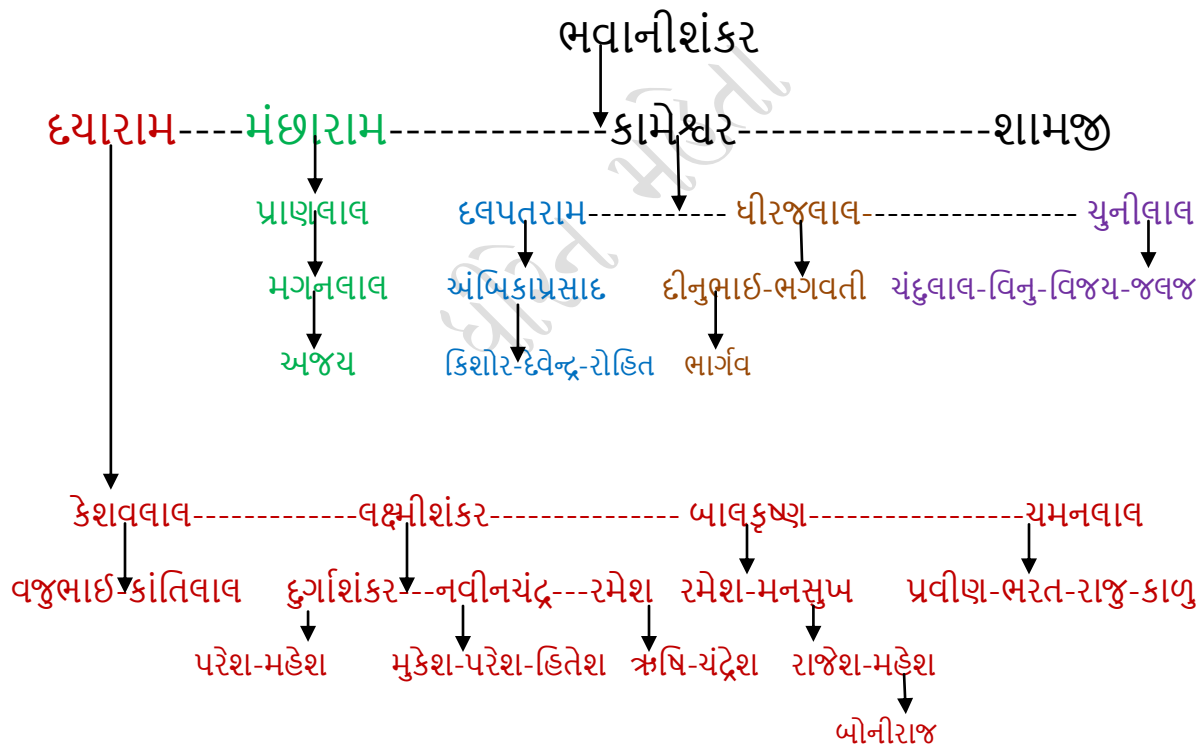 ભવાનીશંકર
દયારામ----મંછારામ--------------કામેશ્વર----------------શામજી
પ્રાણલાલ દલપતરામ---------- ધીરજલાલ---------------- ચુનીલાલ
મગનલાલ અંબિકાપ્રસાદ દીનુભાઈ-ભગવતી ચંદુલાલ-વિનુ-વિજય-જલજ
અજય કિશોર-દેવેન્દ્ર-રોહિત ભાર્ગવ
કેશવલાલ-------------લક્ષ્મીશંકર--------------- બાલકૃષ્ણ-----------------ચમનલાલ
વજુભાઈ-કાંતિલાલ દુર્ગાશંકર---નવીનચંદ્ર---રમેશ રમેશ-મનસુખ પ્રવીણ-ભરત-રાજુ-કાળુ
પરેશ-મહેશ મુકેશ-પરેશ-હિતેશ ઋષિ-ચંદ્રેશ રાજેશ-મહેશ
બોનીરાજ
ધીરેન મહેતા